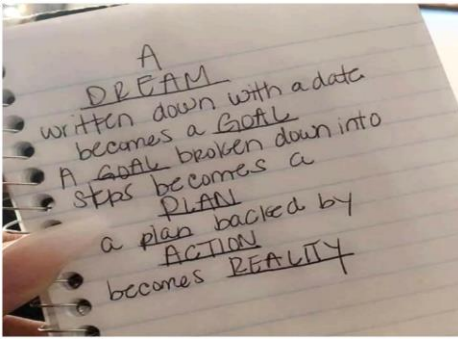 A
DREAM
written down with a date
becomes a GOAL
A GOAL broken down into
steps becomes a
PLAN
a plan backed by
ACTION
becomes REALITY